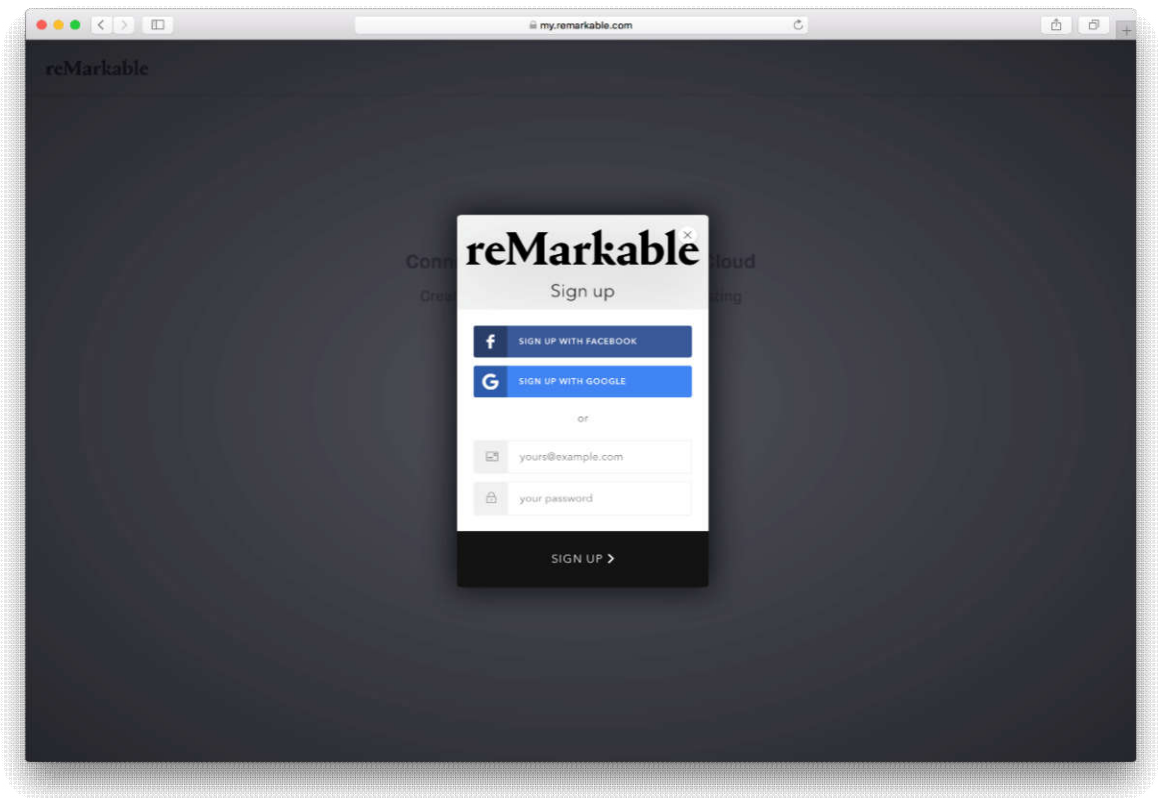 my.remarkable.com
reMarkable
reMarkable
Sign up
SIGN UP WITH FACEBOOK
SIGN UP WITH GOOGLE
or
yours@example.com
your password
SIGN UP